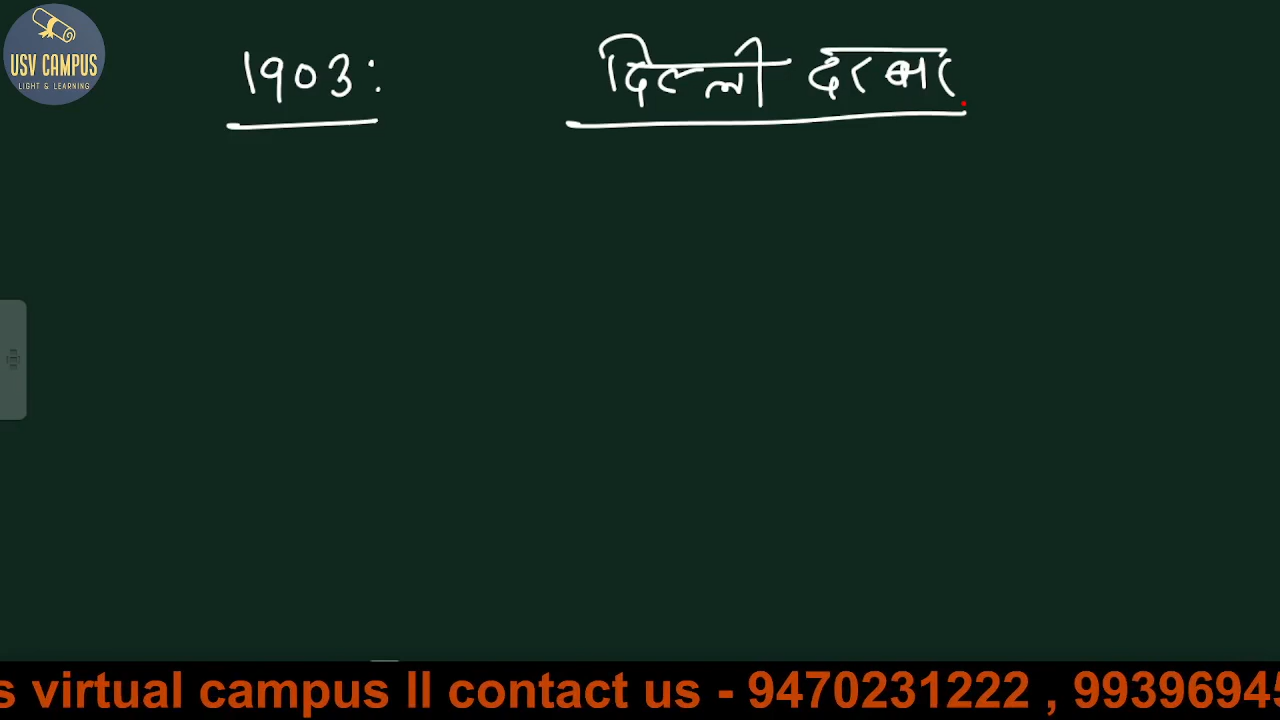 USV CAMPUS
LIGHT & LEARNING
1903: दिल्ली दरबार
s virtual campus II contact us - 9470231222 , 99396945